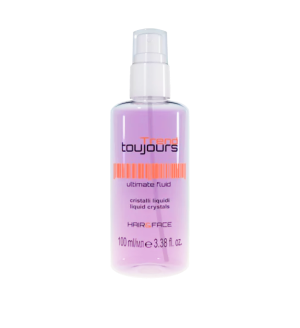 Trend
toujours
ultimate fluid
cristalli liquidi
liquid crystals
HAIR&FACE
100 ml e 3.38 fl. oz.